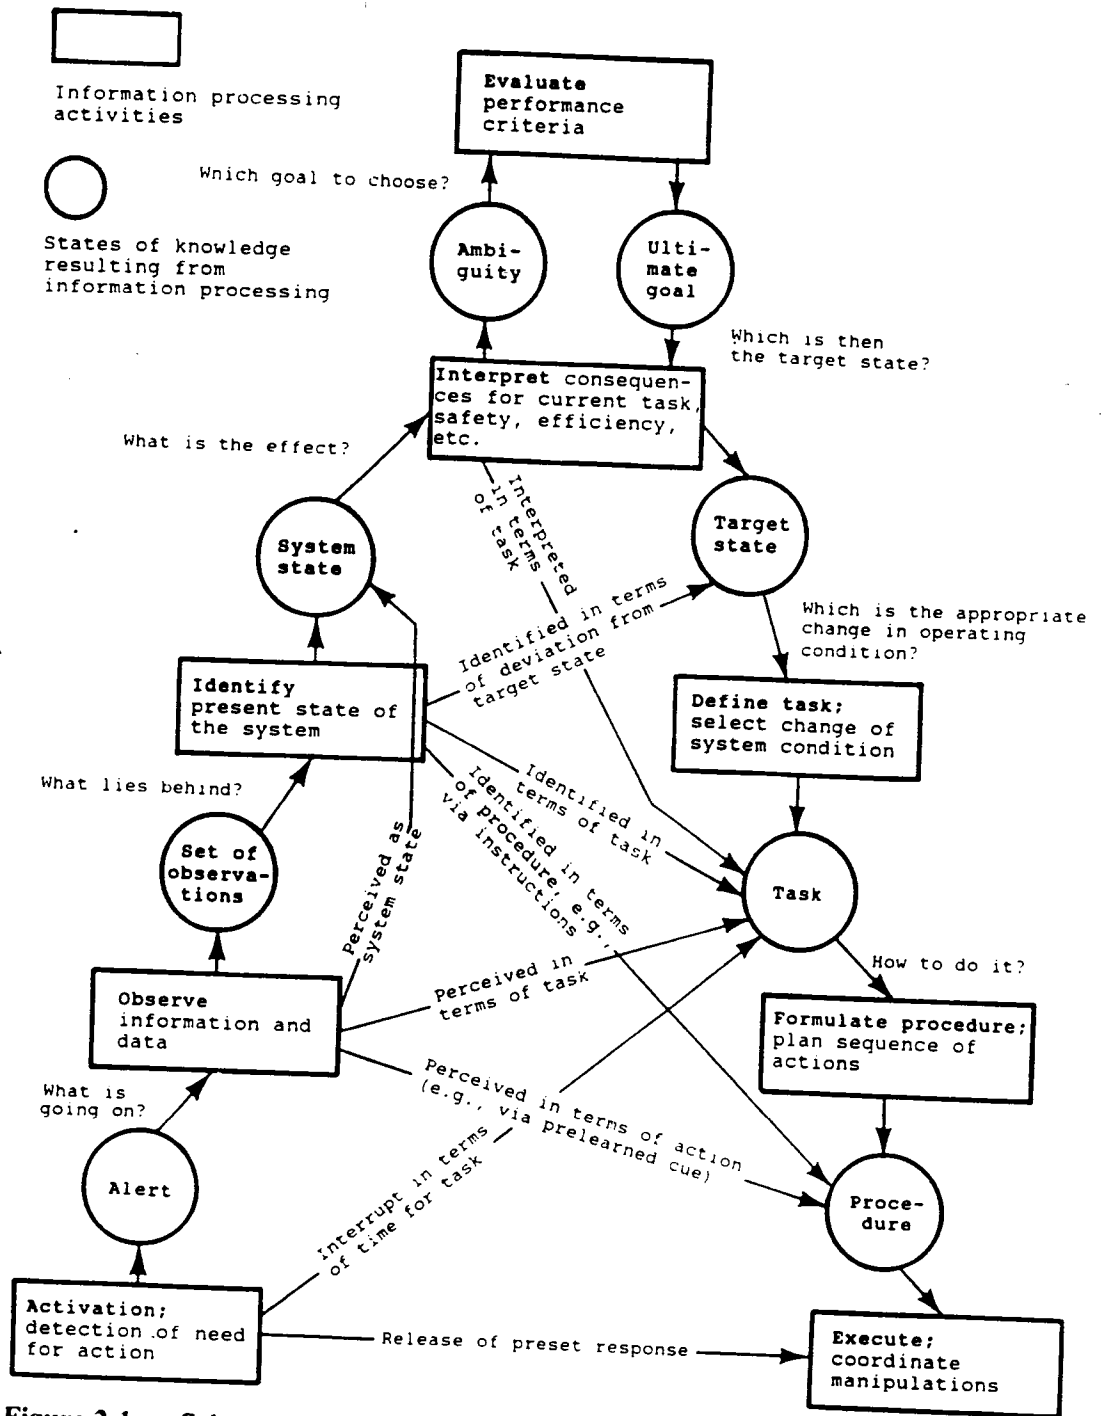 Information processing
activities
States of knowledge
resulting from
information processing
Evaluate
performance
criteria
Wnich goal to choose?
Ambi-
guity
Ulti-
mate
goal
Which is then
the target state?
Interpret consequen-
ces for current task,
safety, efficiency,
etc.
What is the effect?
System
state
Interpreted
in terms
of task
Target
state
Identified in terms
of deviation from
target state
Which is the appropriate
change in operating
condition?
Identify
present state of
the system
Define task;
select change of
system condition
What lies behind?
Identified in
terms of task
Identified in terms
of procedure, e.g.,
via instructions
Set of
observa-
tions
Perceived as
system state
Task
How to do it?
Observe
information and
data
Perceived in
terms of task
Formulate procedure;
plan sequence of
actions
What is
going on?
Perceived in terms of action
(e.g., via prelearned cue)
Alert
Interrupt in terms
of time for task
Proce-
dure
Activation;
detection of need
for action
Release of preset response
Execute;
coordinate
manipulations